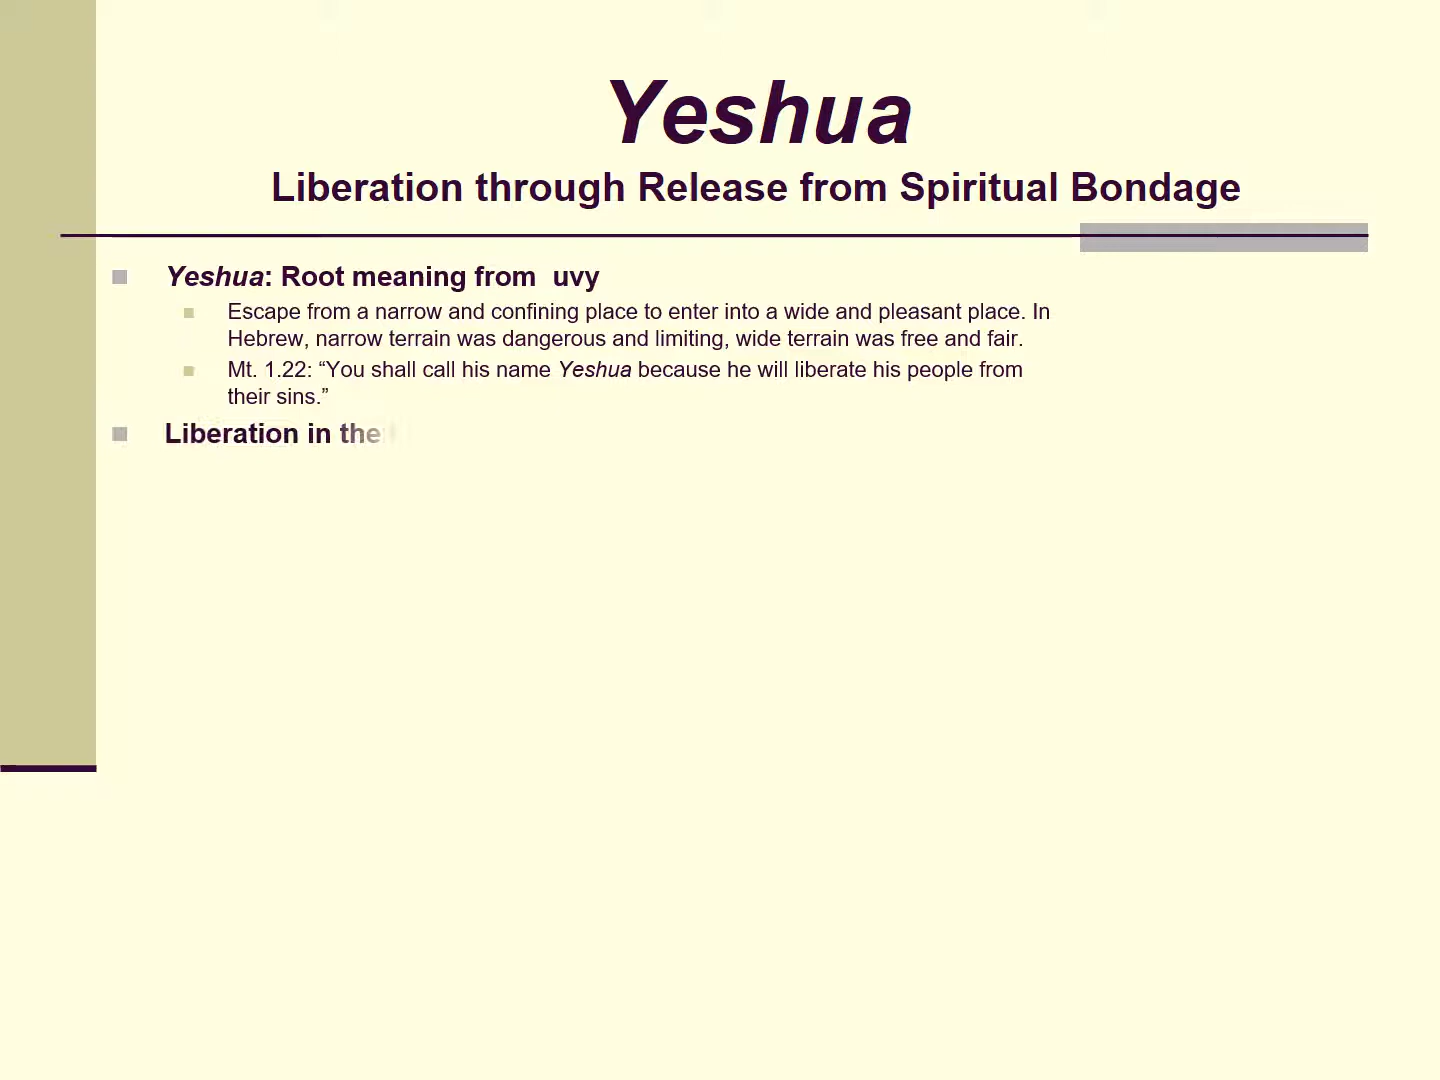 Yeshua
Liberation through Release from Spiritual Bondage
Yeshua: Root meaning from uvy
Escape from a narrow and confining place to enter into a wide and pleasant place. In
Hebrew, narrow terrain was dangerous and limiting, wide terrain was free and fair.
Mt. 1.22: “You shall call his name Yeshua because he will liberate his people from
their sins.”
Liberation in the